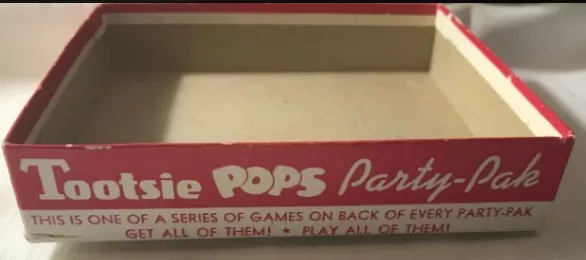 Tootsie POPS Party-Pak
THIS IS ONE OF A SERIES OF GAMES ON BACK OF EVERY PARTY-PAK
GET ALL OF THEM! ★ PLAY ALL OF THEM!